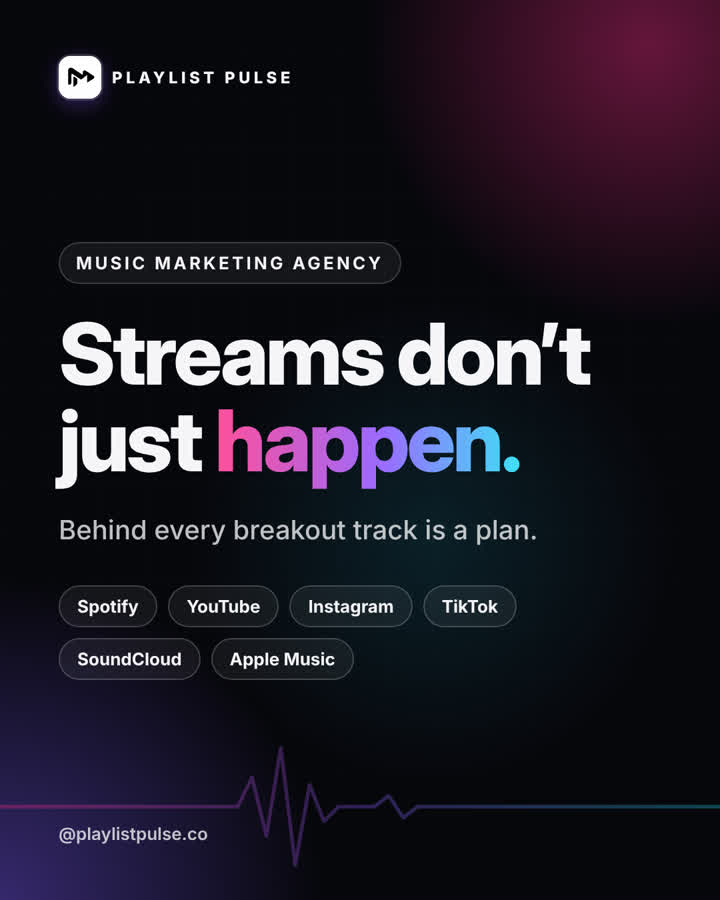 PLAYLIST PULSE
MUSIC MARKETING AGENCY
Streams don’t
just happen.
Behind every breakout track is a plan.
Spotify YouTube Instagram TikTok
SoundCloud Apple Music
@playlistpulse.co